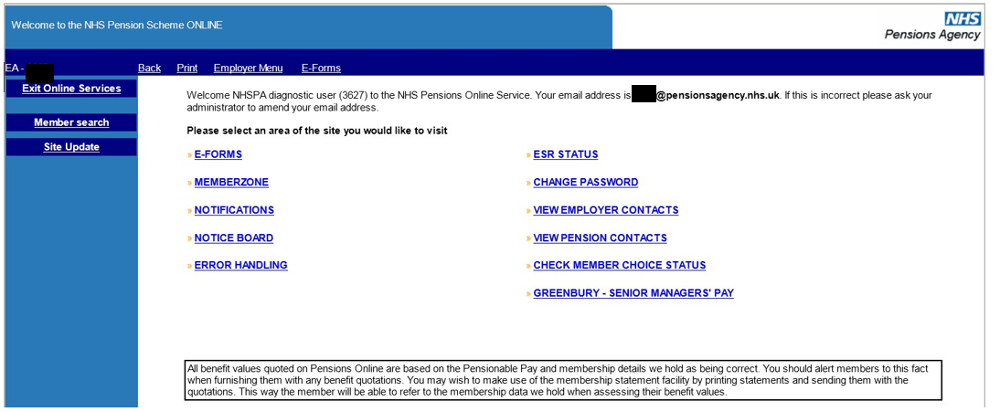 Welcome to the NHS Pension Scheme ONLINE
NHS
Pensions Agency
EA -
Back Print Employer Menu E-Forms
Exit Online Services
Member search
Site Update
Welcome NHSPA diagnostic user (3627) to the NHS Pensions Online Service. Your email address is @pensionsagency.nhs.uk. If this is incorrect please ask your
administrator to amend your email address.
Please select an area of the site you would like to visit
» E-FORMS
» MEMBERZONE
» NOTIFICATIONS
» NOTICE BOARD
» ERROR HANDLING
» ESR STATUS
» CHANGE PASSWORD
» VIEW EMPLOYER CONTACTS
» VIEW PENSION CONTACTS
» CHECK MEMBER CHOICE STATUS
» GREENBURY - SENIOR MANAGERS' PAY
All benefit values quoted on Pensions Online are based on the Pensionable Pay and membership details we hold as being correct. You should alert members to this fact
when furnishing them with any benefit quotations. You may wish to make use of the membership statement facility by printing statements and sending them with the
quotations. This way the member will be able to refer to the membership data we hold when assessing their benefit values.